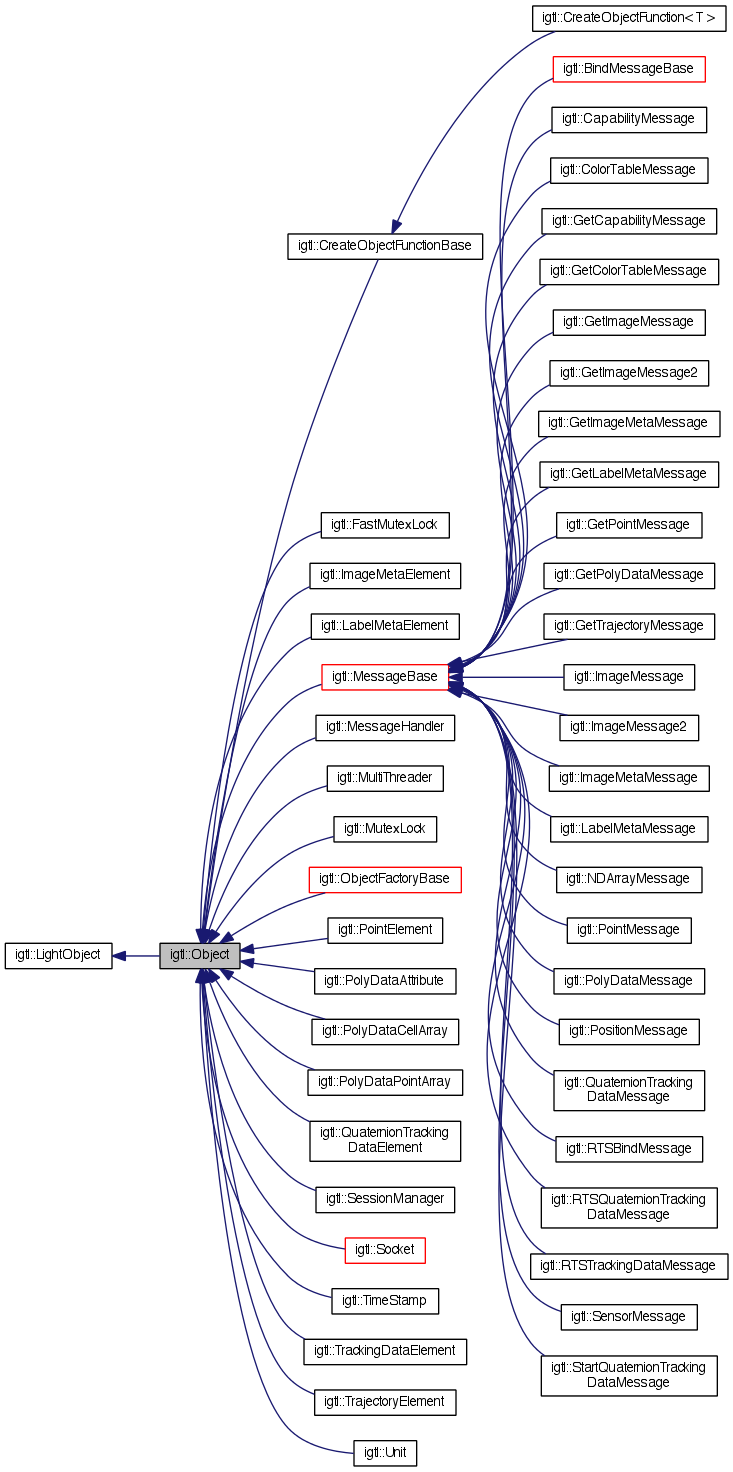 igtl::LightObject
igtl::Object
igtl::CreateObjectFunctionBase
igtl::FastMutexLock
igtl::ImageMetaElement
igtl::LabelMetaElement
igtl::MessageBase
igtl::MessageHandler
igtl::MultiThreader
igtl::MutexLock
igtl::ObjectFactoryBase
igtl::PointElement
igtl::PolyDataAttribute
igtl::PolyDataCellArray
igtl::PolyDataPointArray
igtl::QuaternionTracking
DataElement
igtl::SessionManager
igtl::Socket
igtl::TimeStamp
igtl::TrackingDataElement
igtl::TrajectoryElement
igtl::Unit
igtl::CreateObjectFunction< T >
igtl::BindMessageBase
igtl::CapabilityMessage
igtl::ColorTableMessage
igtl::GetCapabilityMessage
igtl::GetColorTableMessage
igtl::GetImageMessage
igtl::GetImageMessage2
igtl::GetImageMetaMessage
igtl::GetLabelMetaMessage
igtl::GetPointMessage
igtl::GetPolyDataMessage
igtl::GetTrajectoryMessage
igtl::ImageMessage
igtl::ImageMessage2
igtl::ImageMetaMessage
igtl::LabelMetaMessage
igtl::NDArrayMessage
igtl::PointMessage
igtl::PolyDataMessage
igtl::PositionMessage
igtl::QuaternionTracking
DataMessage
igtl::RTSBindMessage
igtl::RTSQuaternionTracking
DataMessage
igtl::RTSTrackingDataMessage
igtl::SensorMessage
igtl::StartQuaternionTracking
DataMessage